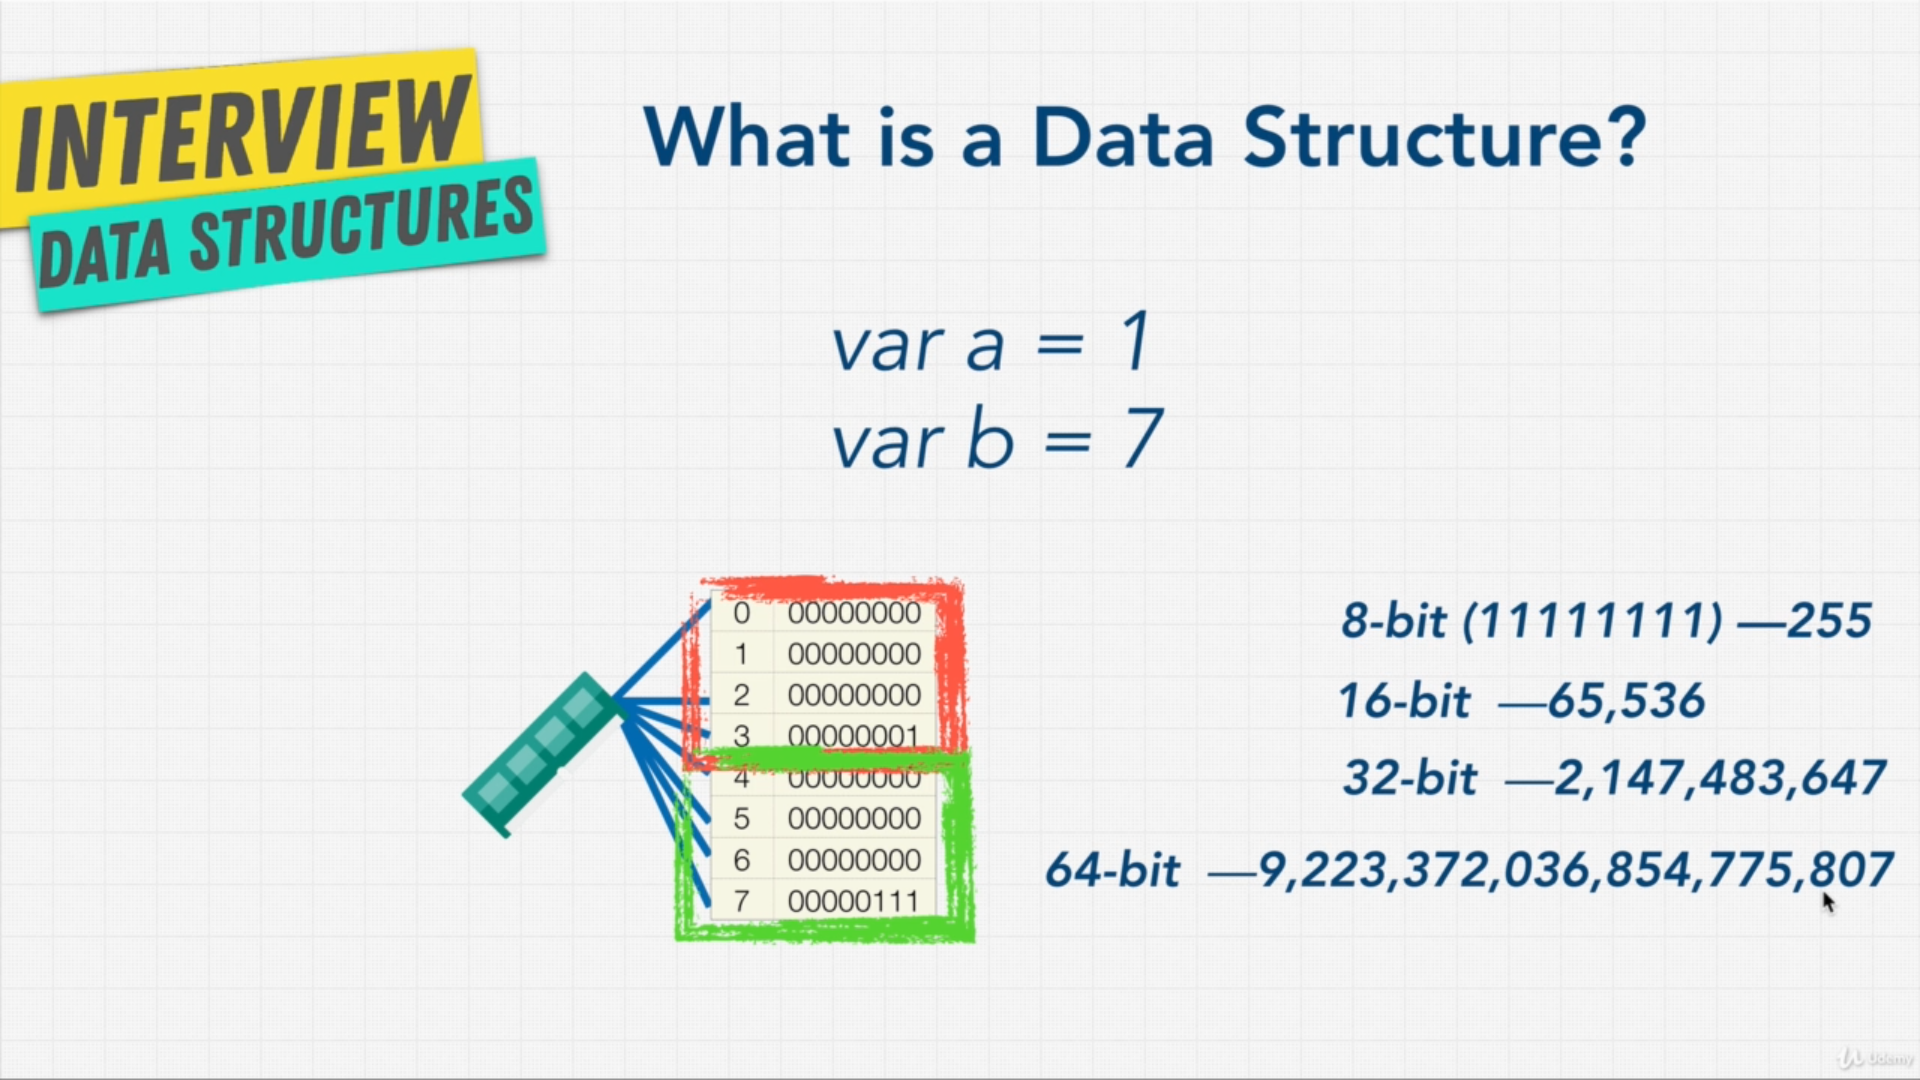 INTERVIEW
DATA STRUCTURES
What is a Data Structure?
var a = 1
var b = 7
0 00000000
1 00000000
2 00000000
3 00000001
4 00000000
5 00000000
6 00000000
7 00000111
8-bit (11111111) —255
16-bit —65,536
32-bit —2,147,483,647
64-bit —9,223,372,036,854,775,807
Udemy